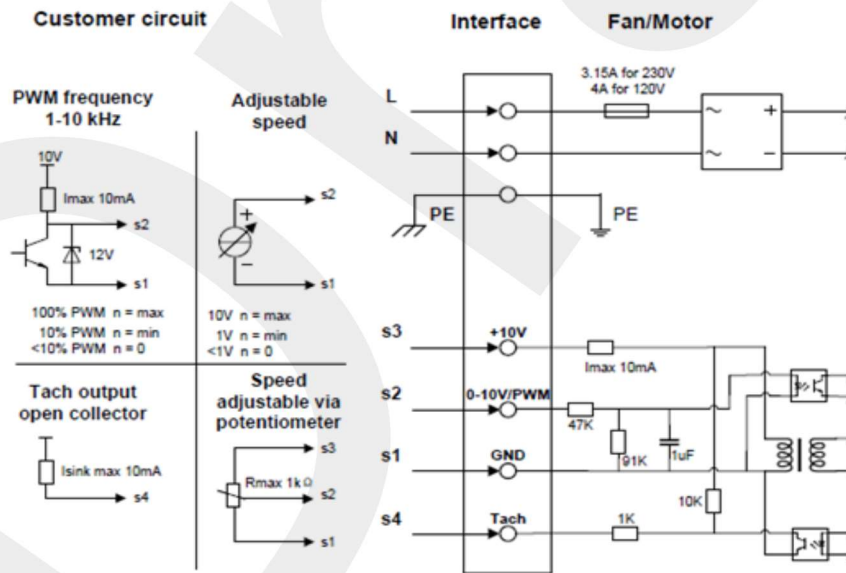 Customer circuit
Interface
Fan/Motor
PWM frequency
1-10 kHz
10V
Imax 10mA
s2
12V
s1
100% PWM n = max
10% PWM n = min
<10% PWM n = 0
Adjustable
speed
s2
+
−
s1
10V n = max
1V n = min
<1V n = 0
Tach output
open collector
Isink max 10mA
s4
Speed
adjustable via
potentiometer
s3
Rmax 1kΩ
s2
s1
L
3.15A for 230V
4A for 120V
~ +
N
~ −
PE
PE
s3
+10V
Imax 10mA
s2
0-10V/PWM
47K
91K
1uF
s1
GND
10K
s4
Tach
1K